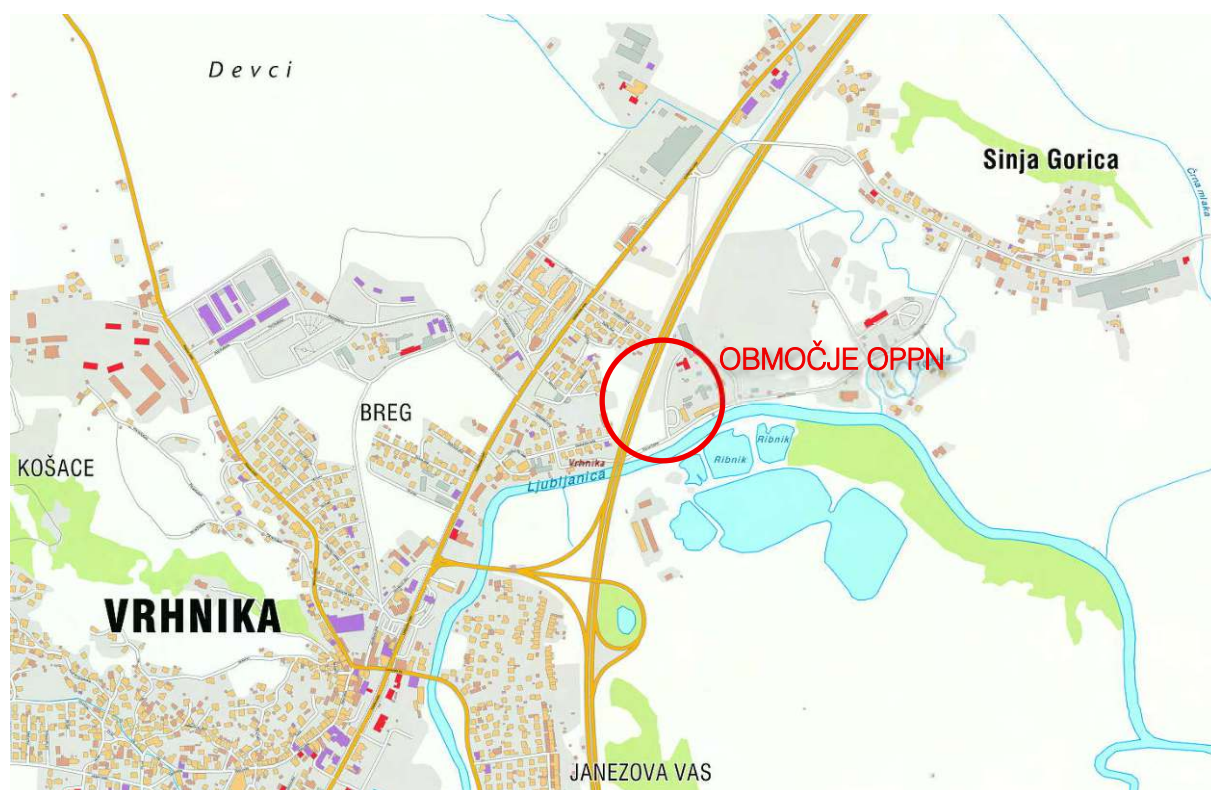 Devci
Sinja Gorica
Črna mlaka
OBMOČJE OPPN
BREG
Ribnik
Ribnik
KOŠACE
Vrhnika
Ljubljanica
VRHNIKA
JANEZOVA VAS